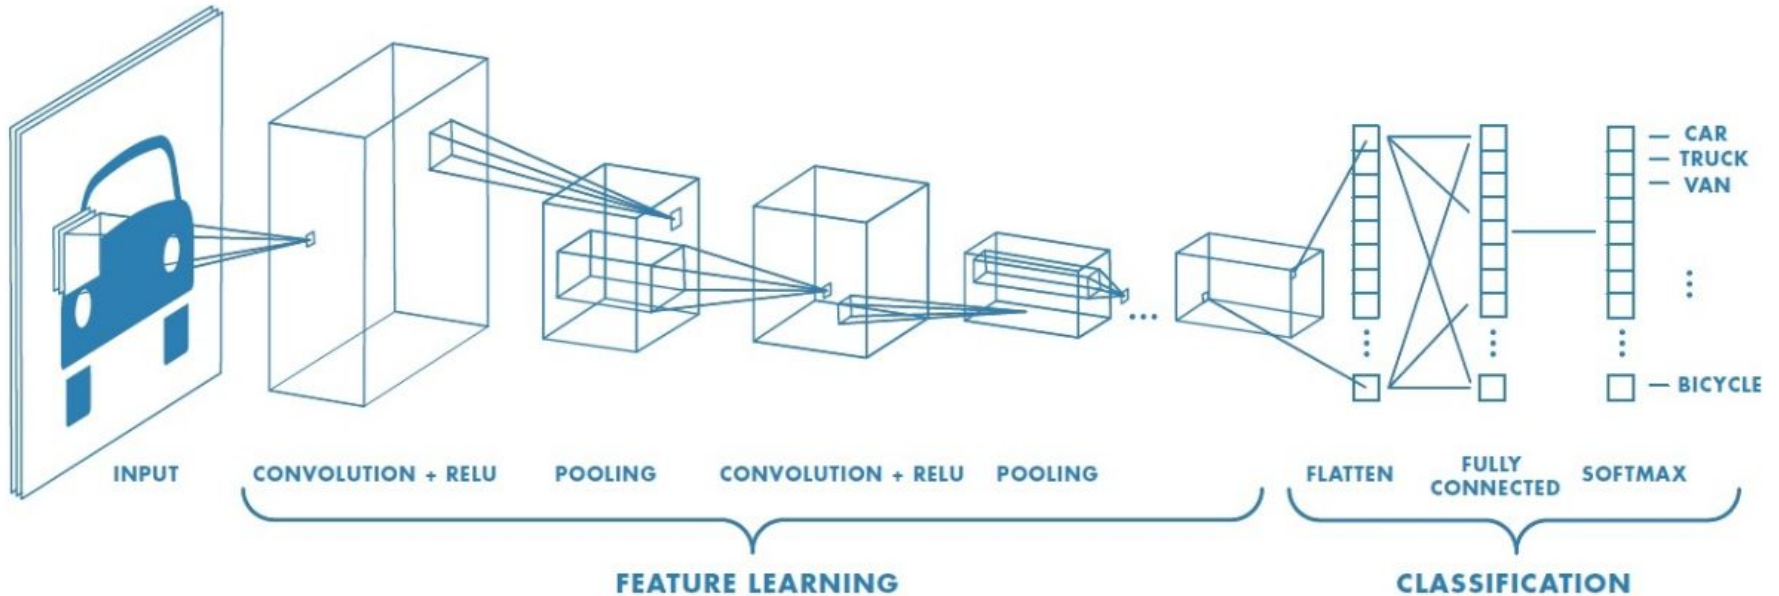 CAR
TRUCK
VAN
BICYCLE
INPUT
CONVOLUTION + RELU
POOLING
CONVOLUTION + RELU
POOLING
FLATTEN
FULLY
CONNECTED
SOFTMAX
FEATURE LEARNING
CLASSIFICATION